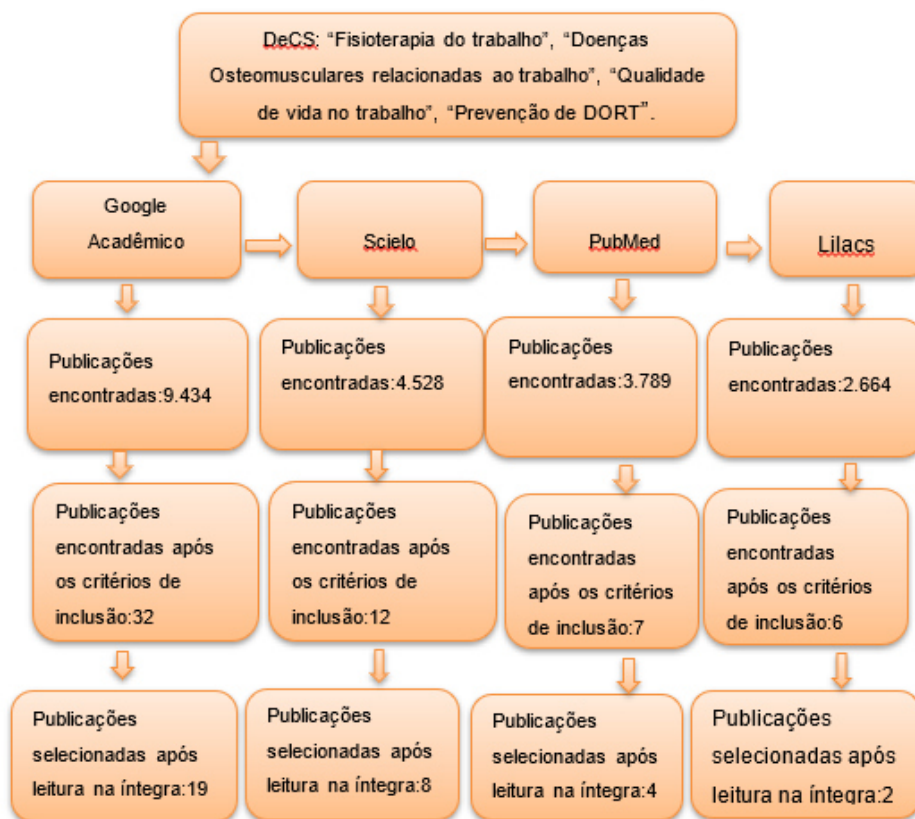 DeCS: “Fisioterapia do trabalho”, “Doenças
Osteomusculares relacionadas ao trabalho”, “Qualidade
de vida no trabalho”, “Prevenção de DORT”.
Google
Acadêmico
Scielo
PubMed
Lilacs
Publicações
encontradas:9.434
Publicações
encontradas:4.528
Publicações
encontradas:3.789
Publicações
encontradas:2.664
Publicações
encontradas após
os critérios de
inclusão:32
Publicações
encontradas após
os critérios de
inclusão:12
Publicações
encontradas
após os critérios
de inclusão:7
Publicações
encontradas
após os critérios
de inclusão:6
Publicações
selecionadas após
leitura na íntegra:19
Publicações
selecionadas após
leitura na íntegra:8
Publicações
selecionadas após
leitura na íntegra:4
Publicações
selecionadas após
leitura na íntegra:2